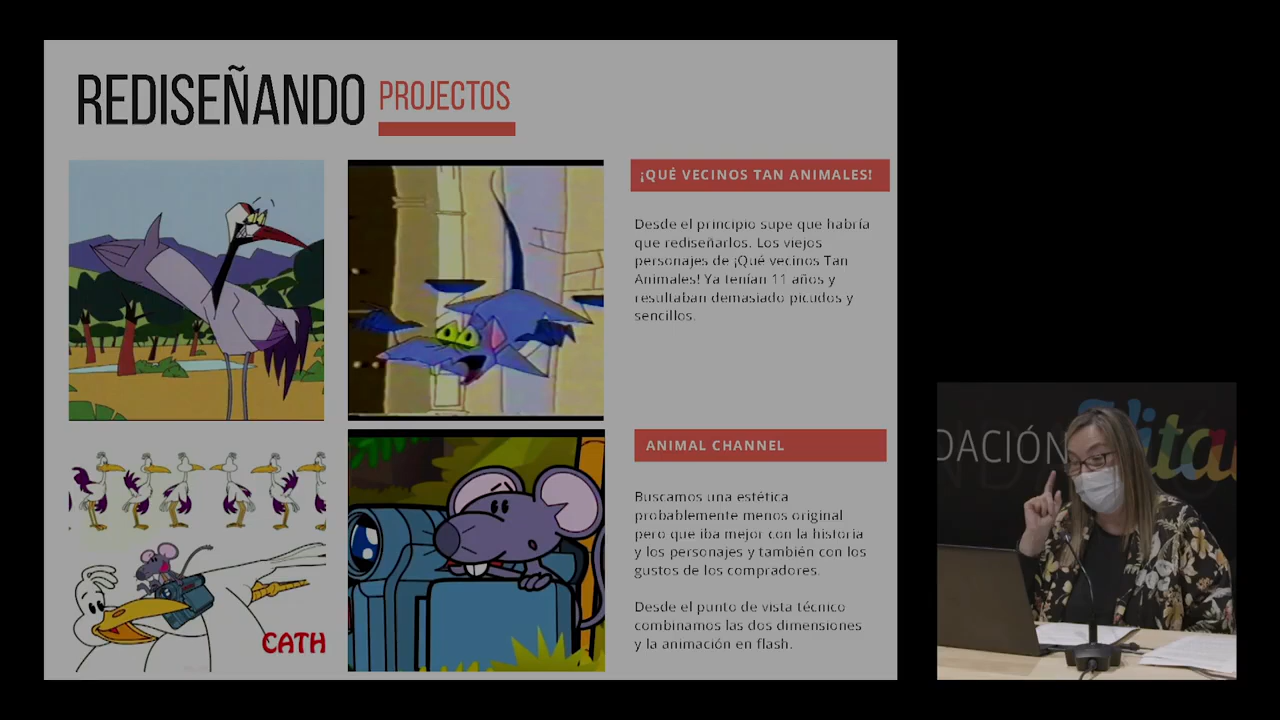 REDISEÑANDO PROJECTOS
¡QUÉ VECINOS TAN ANIMALES!
Desde el principio supe que habría
que rediseñarlos. Los viejos
personajes de ¡Qué vecinos Tan
Animales! Ya tenían 11 años y
resultaban demasiado picudos y
sencillos.
ANIMAL CHANNEL
Buscamos una estética
probablemente menos original
pero que iba mejor con la historia
y los personajes y también con los
gustos de los compradores.
Desde el punto de vista técnico
combinamos las dos dimensiones
y la animación en flash.
CATH
DACIÓN